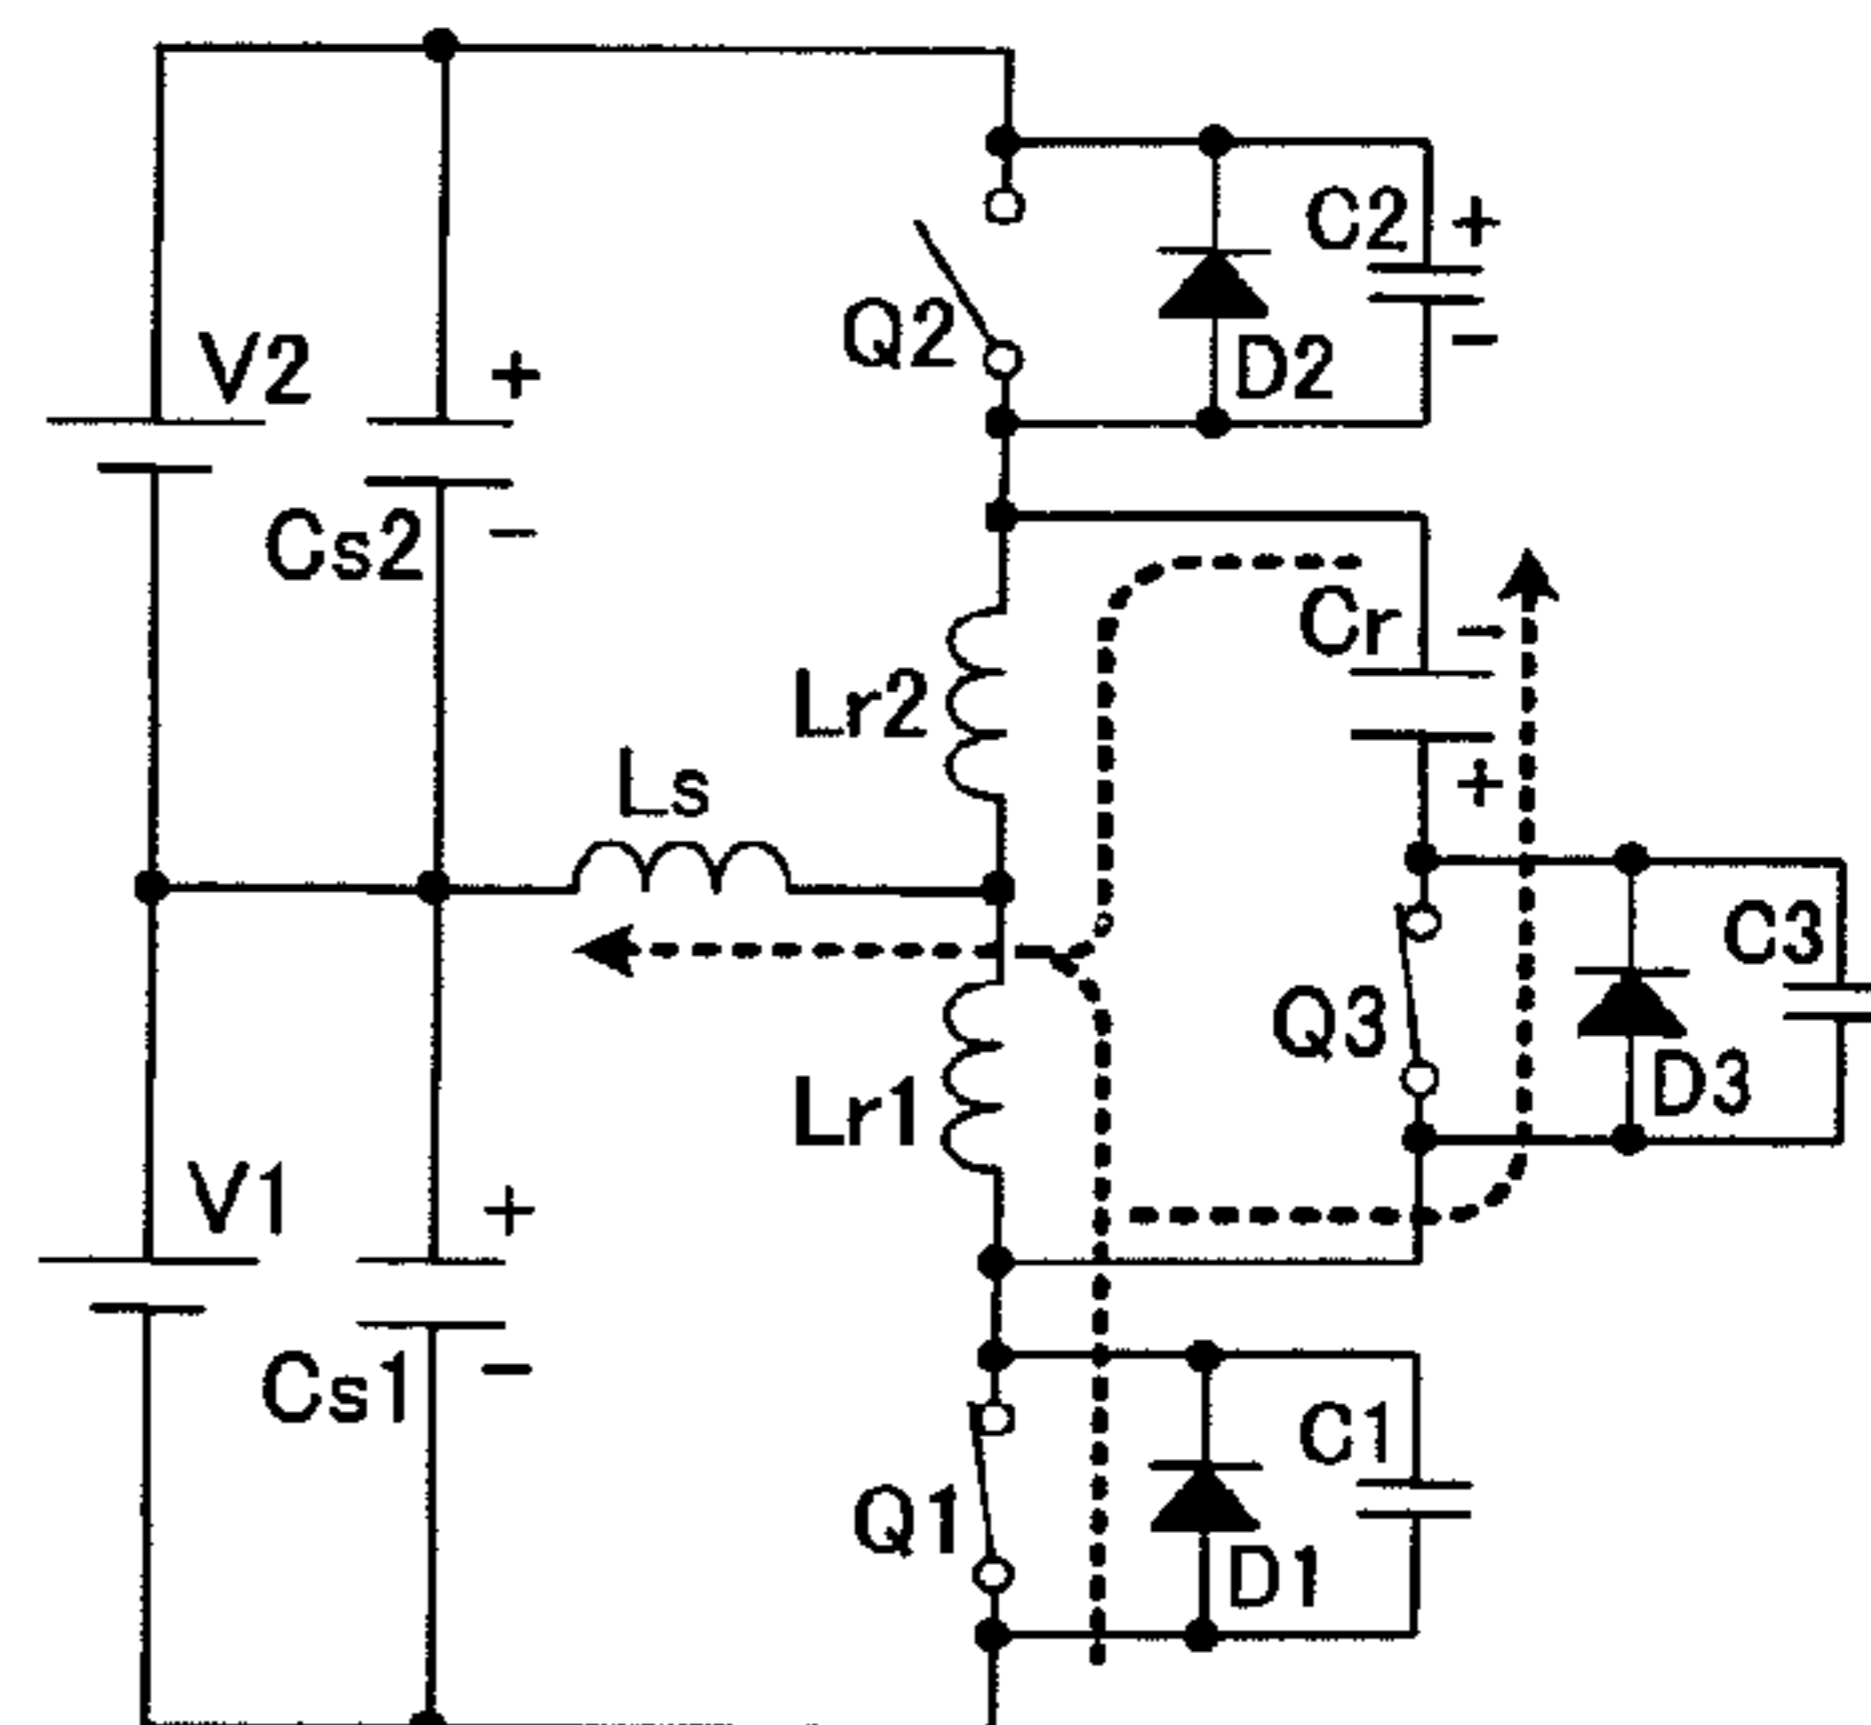 C2 +
Q2
D2 −
V2
+
Cs2 −
Cr −
Lr2
Ls
+
C3
Q3
D3
Lr1
V1
+
Cs1 −
C1
Q1
D1